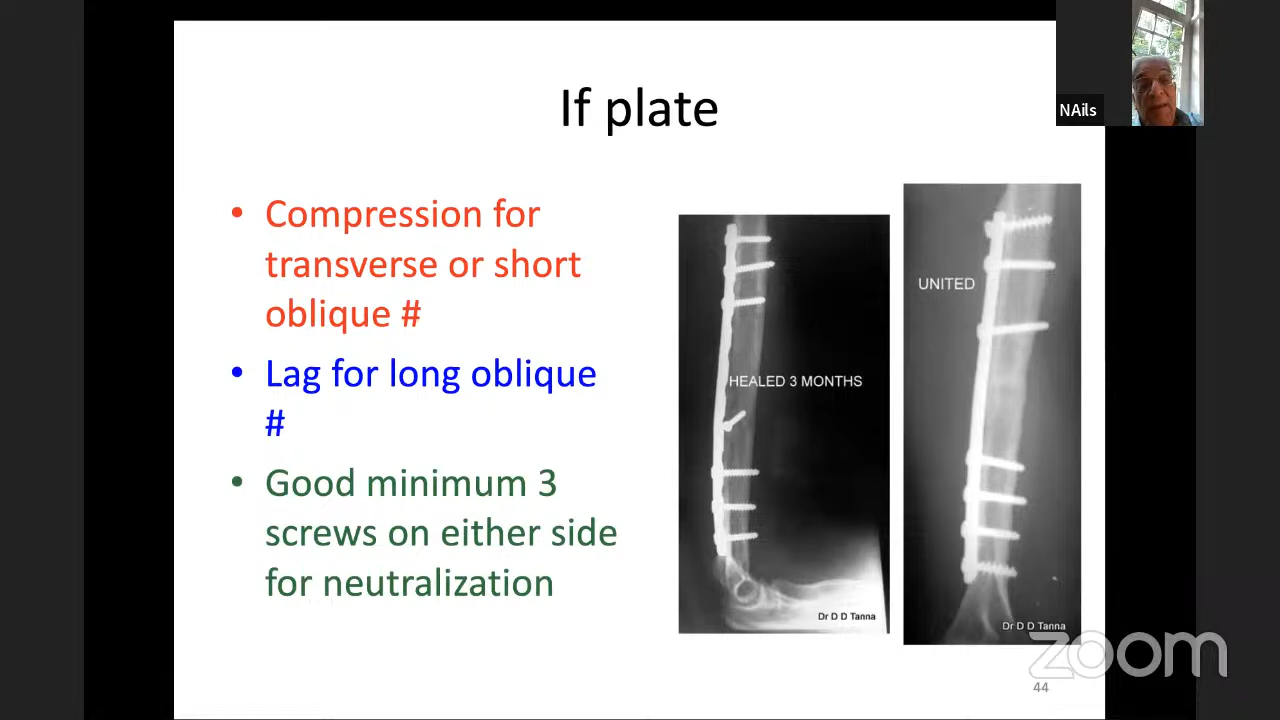 If plate
NAils
• Compression for
transverse or short
oblique #
• Lag for long oblique
#
• Good minimum 3
screws on either side
for neutralization
HEALED 3 MONTHS
Dr D D Tanna
UNITED
Dr D D Tanna
zoom
44